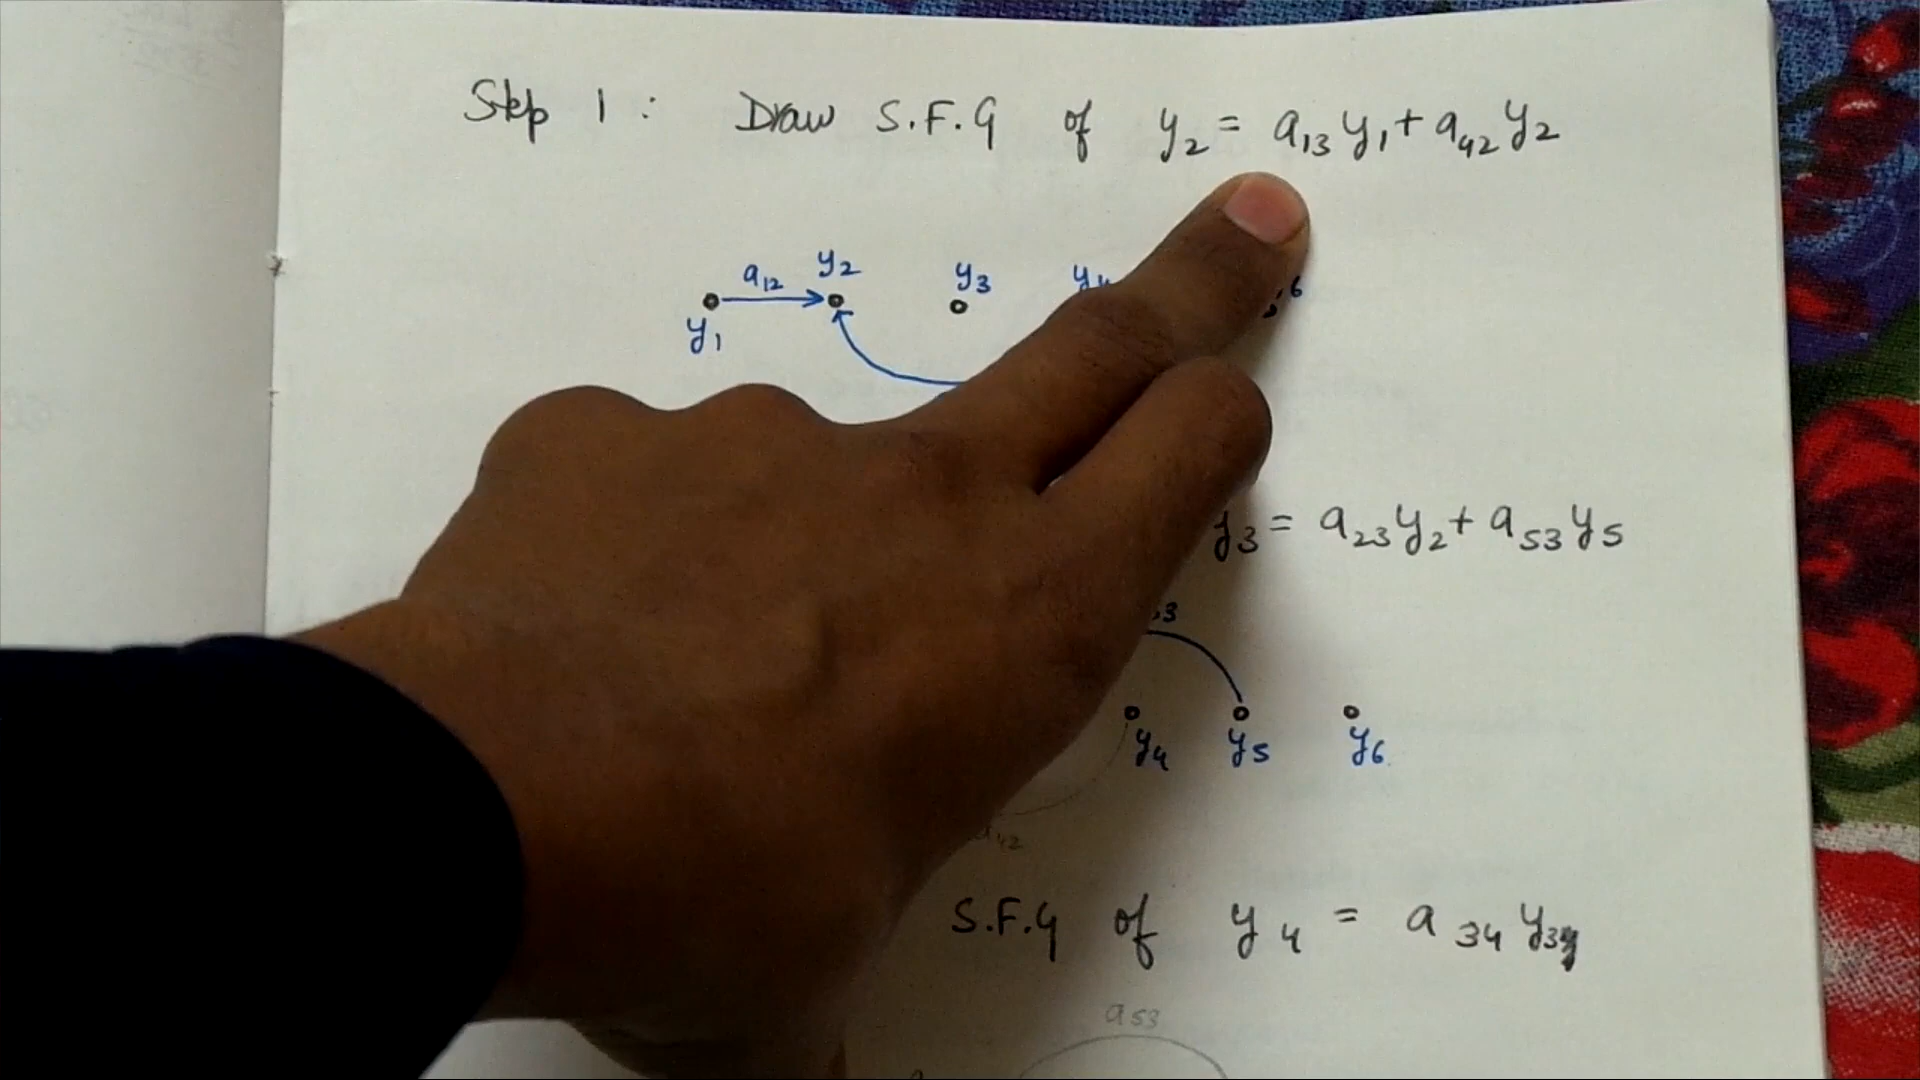 Step 1 : Draw S.F.G of y2 = a13 y1 + a42 y2
a12 y2 y3
y1
y3 = a23 y2 + a53 y5
y4 y5 y6
a42
S.F.G of y4 = a34 y3
a53